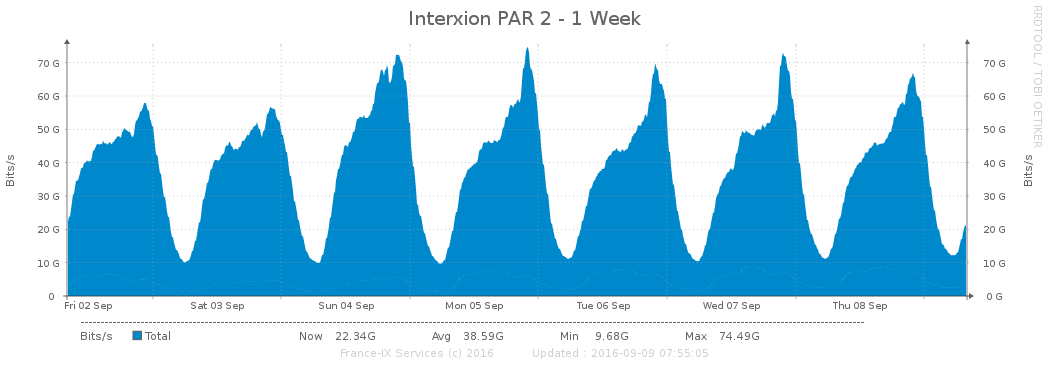 Interxion PAR 2 - 1 Week
RRDTOOL / TOBI OETIKER
Bits/s
Bits/s
70 G 70 G
60 G 60 G
50 G 50 G
40 G 40 G
30 G 30 G
20 G 20 G
10 G 10 G
0 0 G
Fri 02 Sep Sat 03 Sep Sun 04 Sep Mon 05 Sep Tue 06 Sep Wed 07 Sep Thu 08 Sep
Bits/s Total Now 22.34G Avg 38.59G Min 9.68G Max 74.49G
France-IX Services (c) 2016 Updated : 2016-09-09 07:55:05